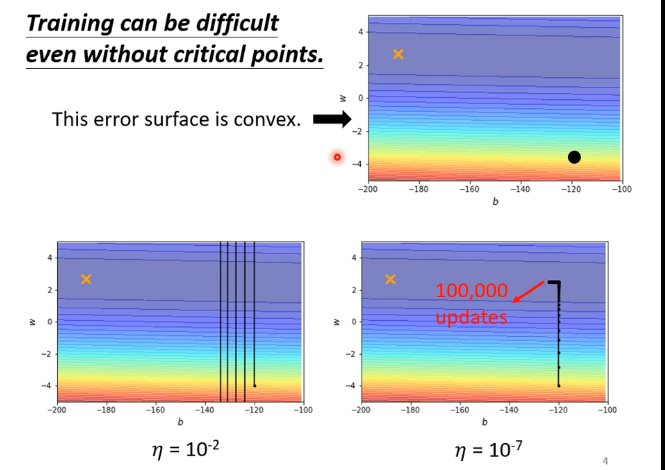 Training can be difficult
even without critical points.
This error surface is convex.
4
2
0
−2
−4
w
−200 −180 −160 −140 −120 −100
b
4
2
0
−2
−4
w
−200 −180 −160 −140 −120 −100
b
η = 10-2
4
2
0
−2
−4
w
100,000
updates
−200 −180 −160 −140 −120 −100
b
η = 10-7
4